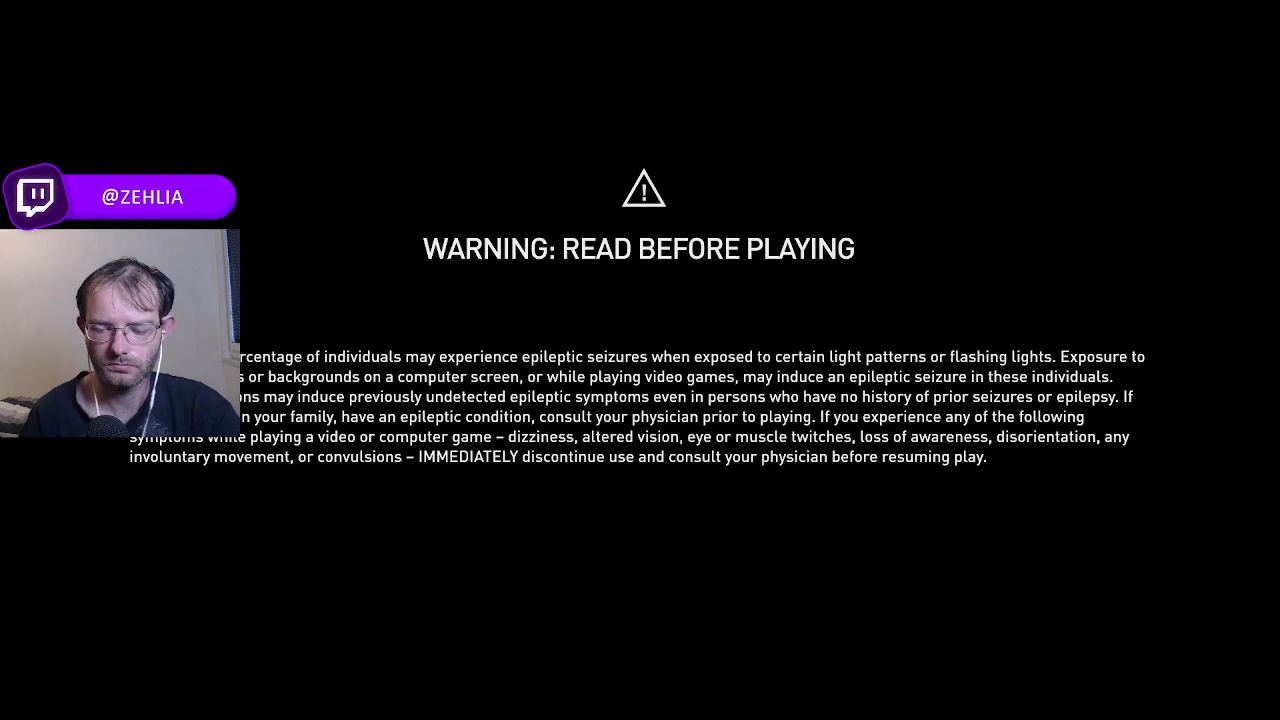 @ZEHLIA
WARNING: READ BEFORE PLAYING
of individuals may experience epileptic seizures when exposed to certain light patterns or flashing lights. Exposure to
or backgrounds on a computer screen, or while playing video games, may induce an epileptic seizure in these individuals.
may induce previously undetected epileptic symptoms even in persons who have no history of prior seizures or epilepsy. If
your family, have an epileptic condition, consult your physician prior to playing. If you experience any of the following
symptoms while playing a video or computer game – dizziness, altered vision, eye or muscle twitches, loss of awareness, disorientation, any
involuntary movement, or convulsions – IMMEDIATELY discontinue use and consult your physician before resuming play.